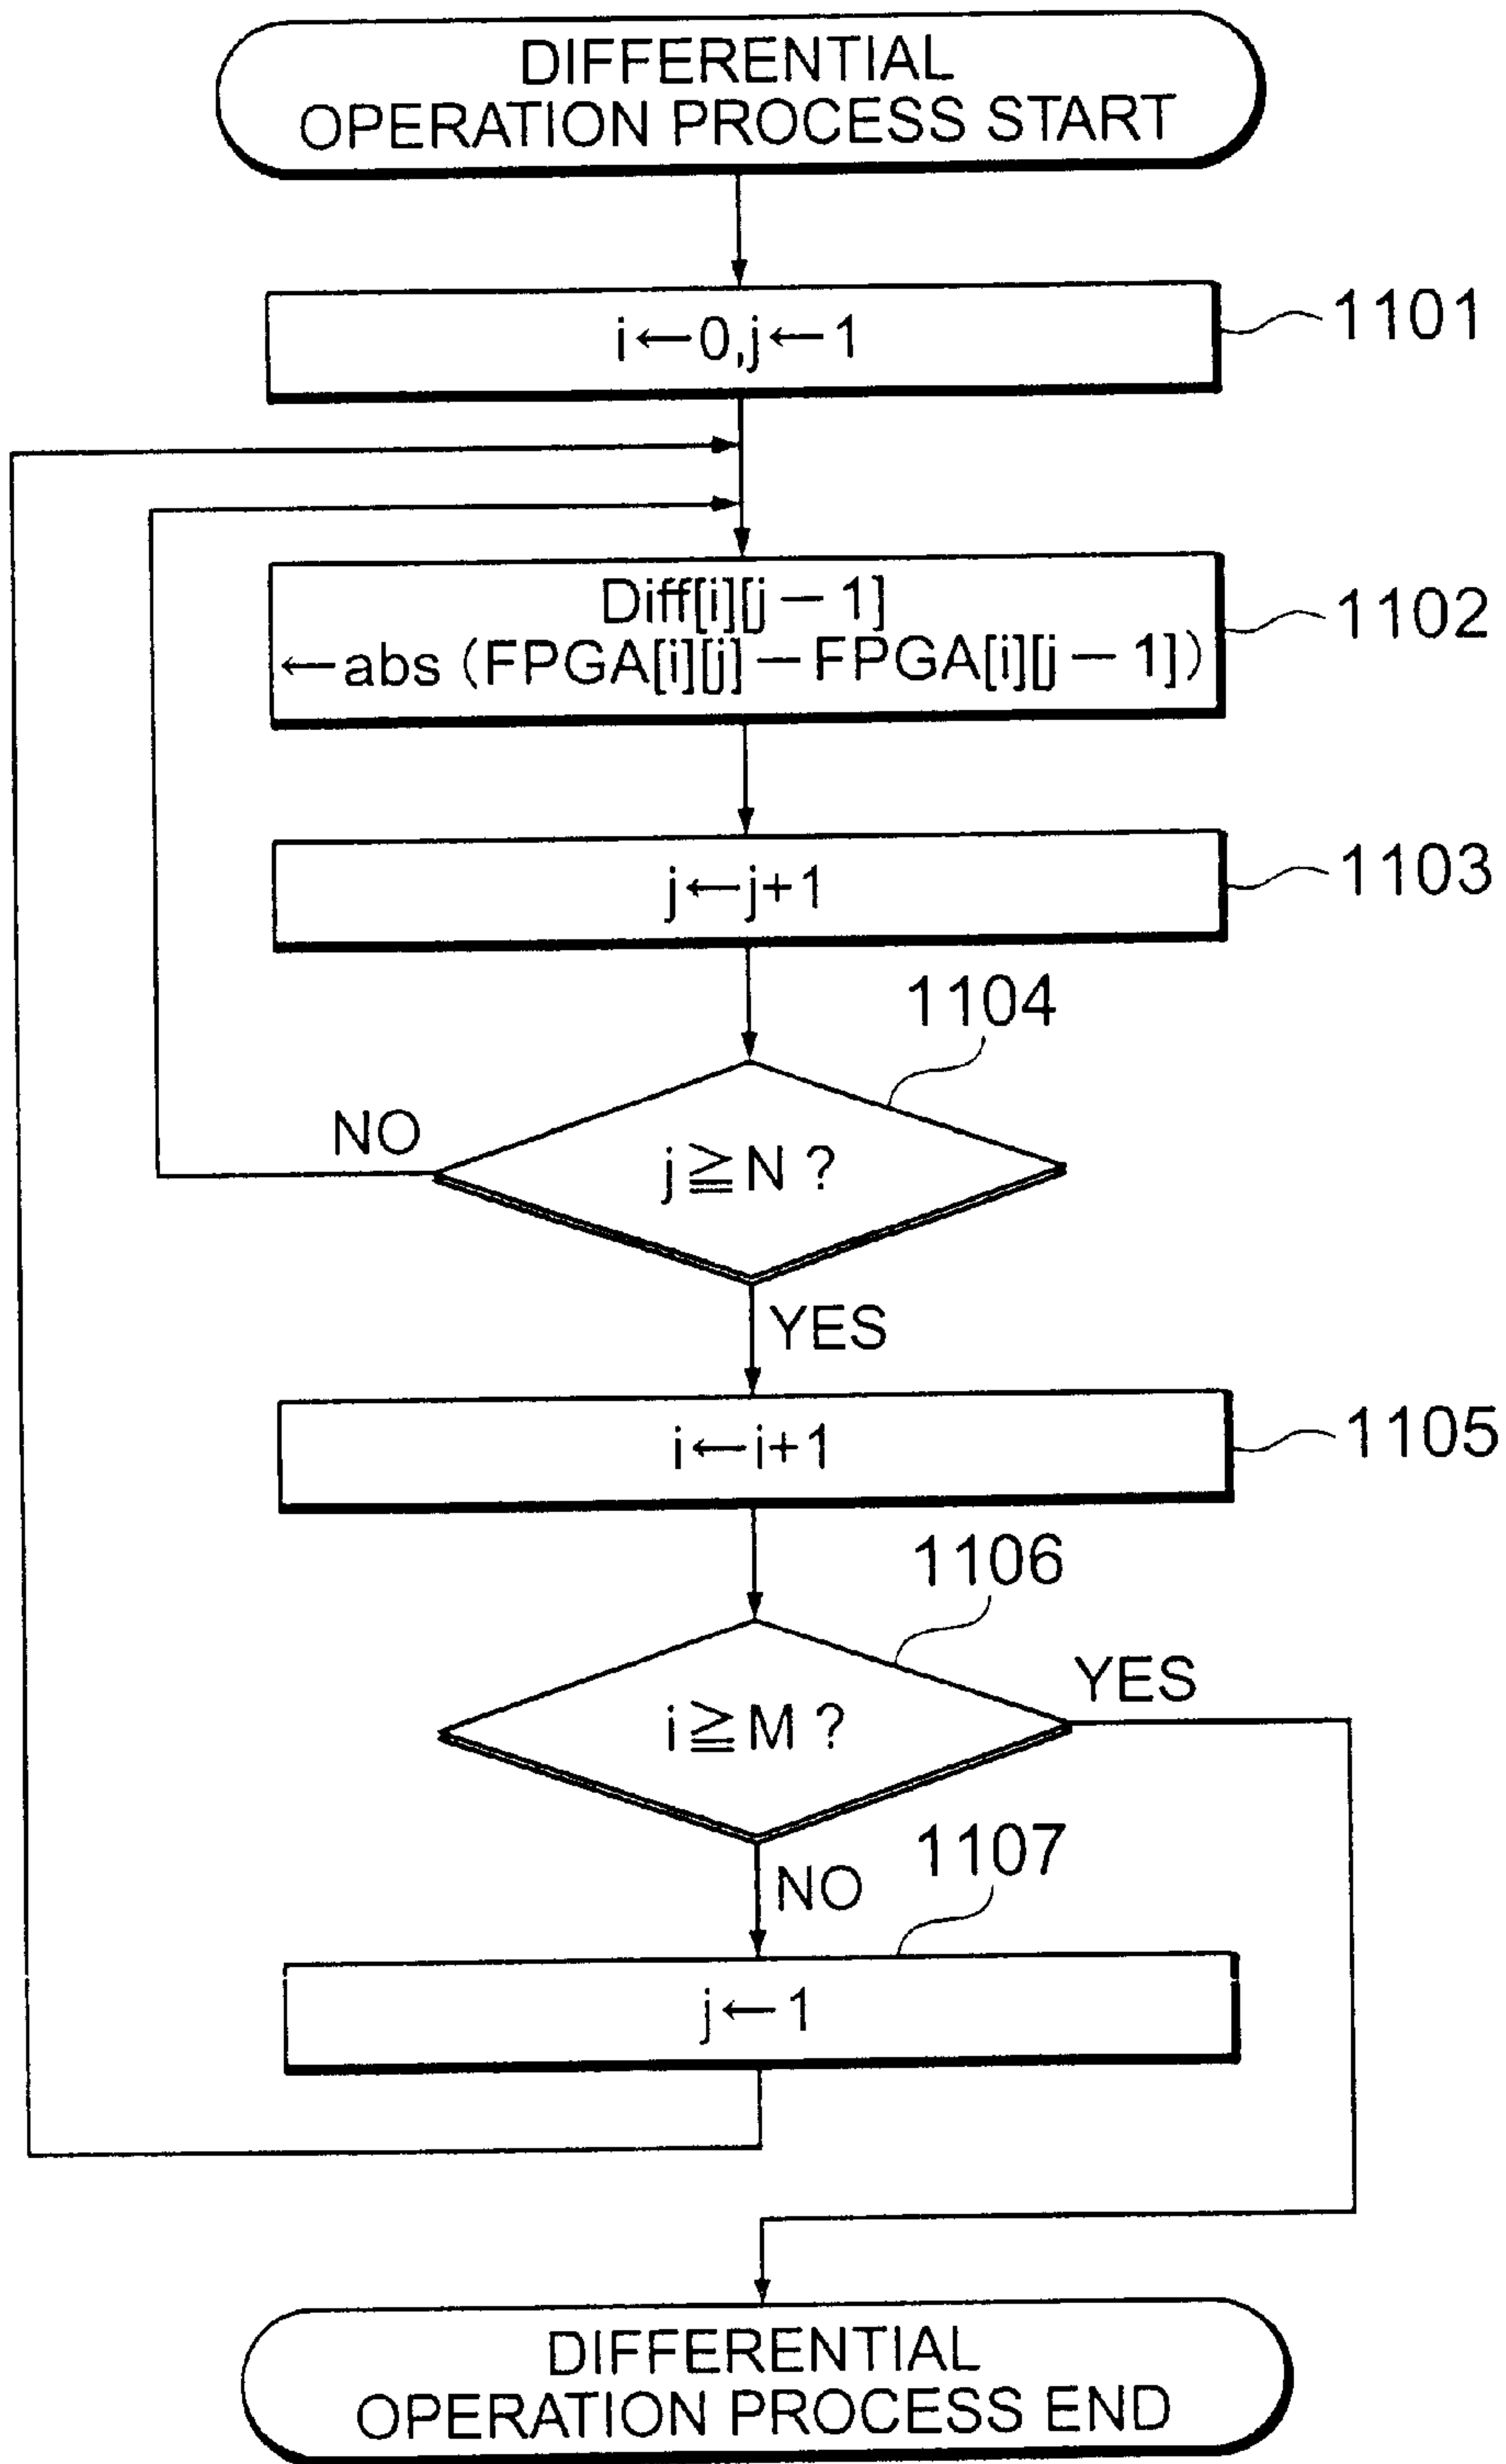 DIFFERENTIAL
OPERATION PROCESS START
i←0,j←1
1101
Diff[i][j−1]
←abs (FPGA[i][j]−FPGA[i][j−1])
1102
j←j+1
1103
1104
NO
j≧N ?
YES
i←i+1
1105
1106
YES
i≧M ?
NO
1107
j←1
DIFFERENTIAL
OPERATION PROCESS END